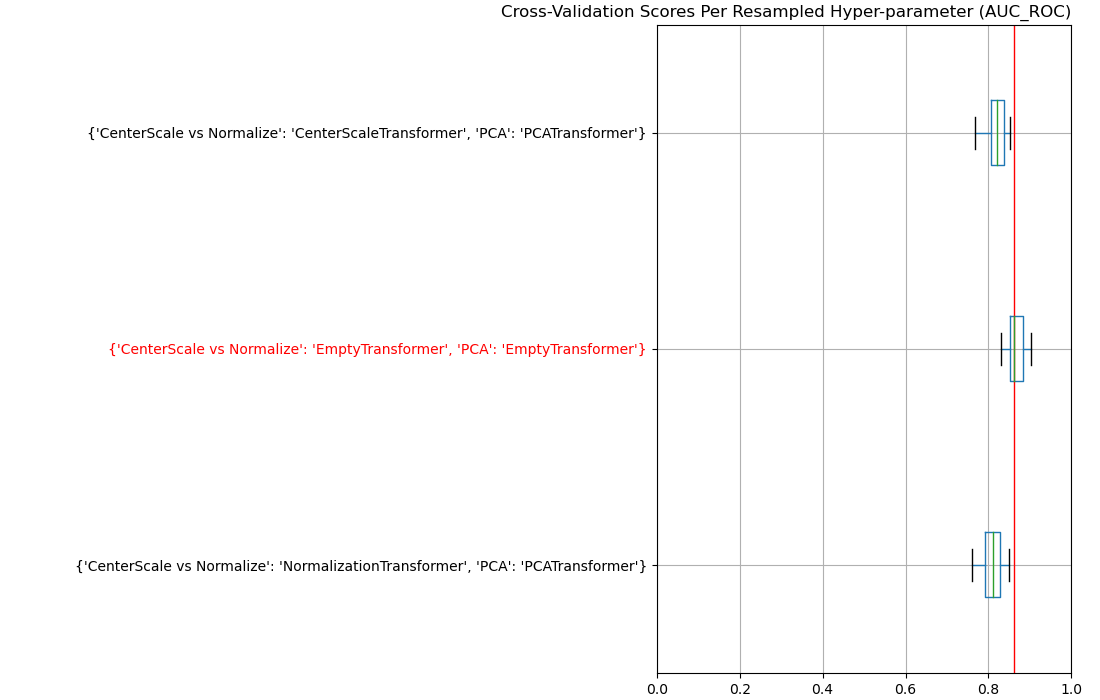 Cross-Validation Scores Per Resampled Hyper-parameter (AUC_ROC)
{'CenterScale vs Normalize': 'CenterScaleTransformer', 'PCA': 'PCATransformer'}
{'CenterScale vs Normalize': 'EmptyTransformer', 'PCA': 'EmptyTransformer'}
{'CenterScale vs Normalize': 'NormalizationTransformer', 'PCA': 'PCATransformer'}
0.0 0.2 0.4 0.6 0.8 1.0